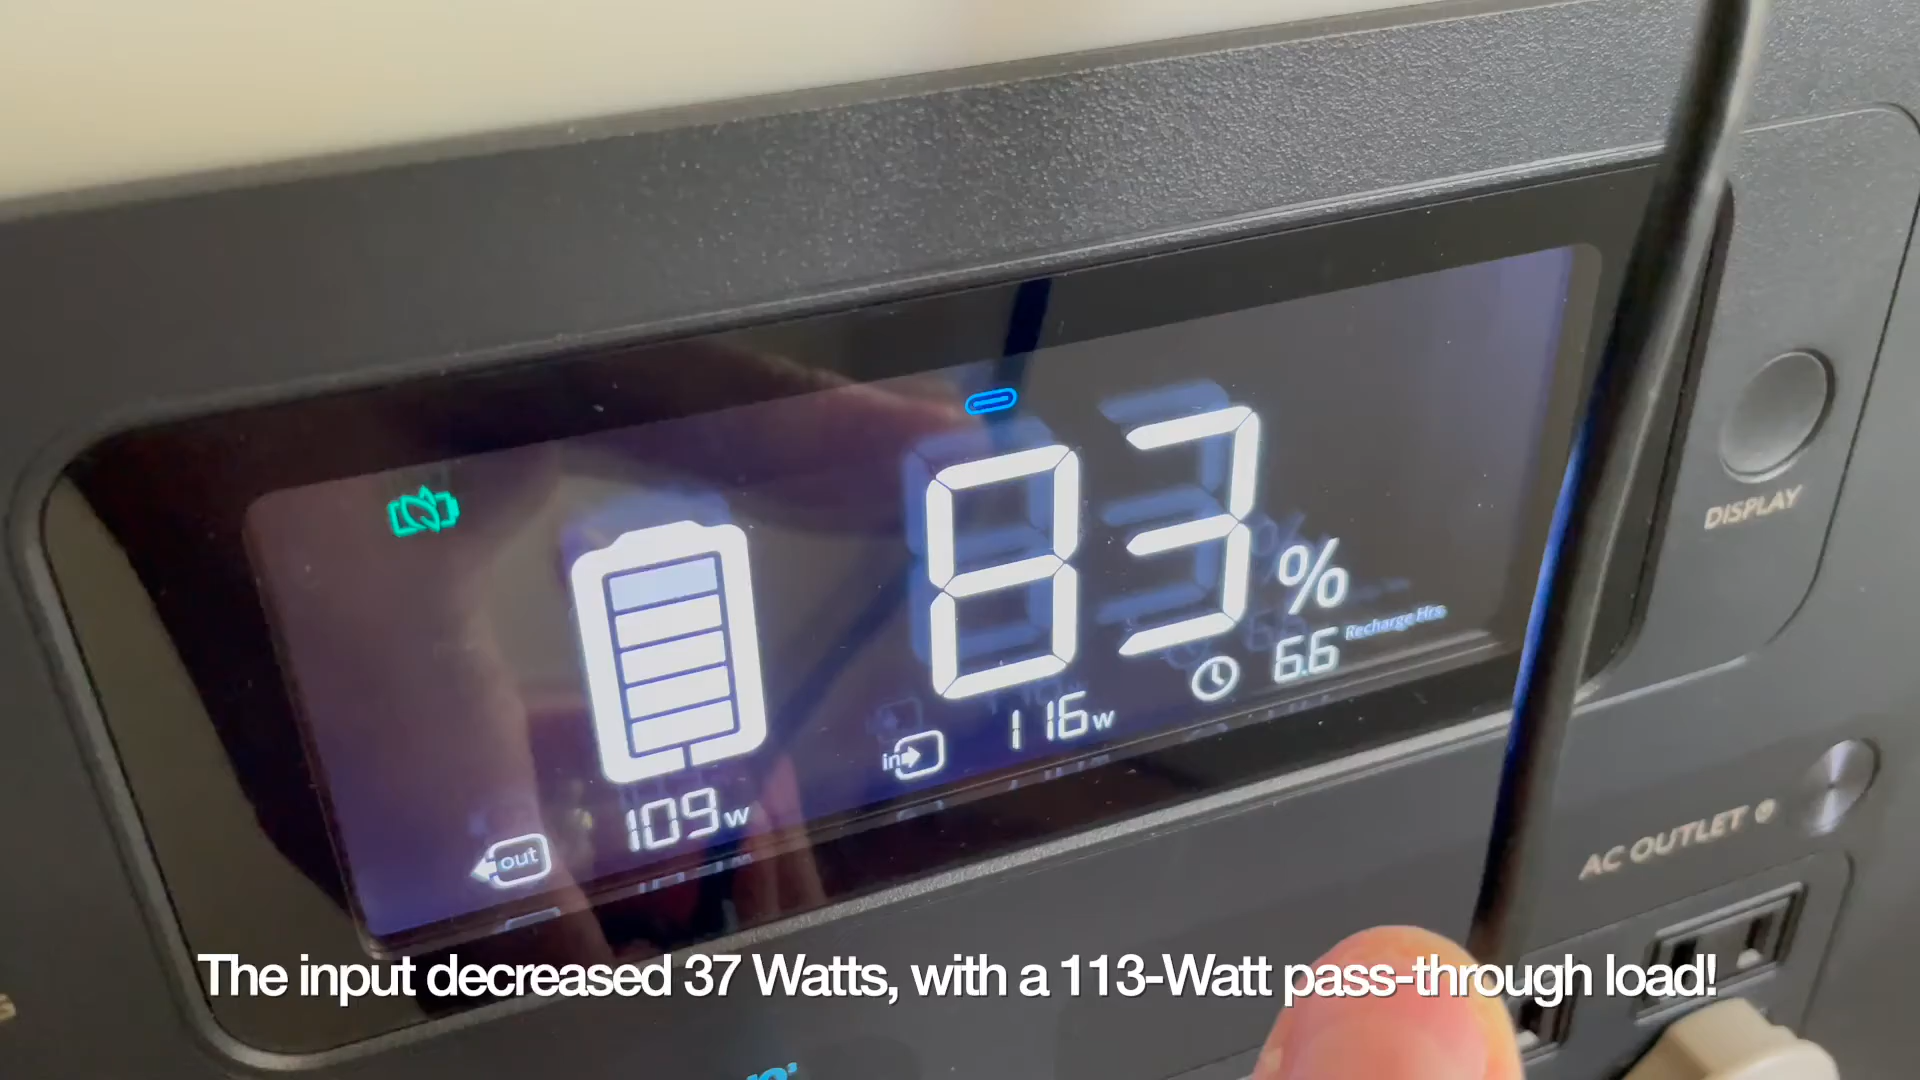 83%
6.6 Recharge Hrs
in 116w
out 109w
DISPLAY
AC OUTLET
The input decreased 37 Watts, with a 113-Watt pass-through load!